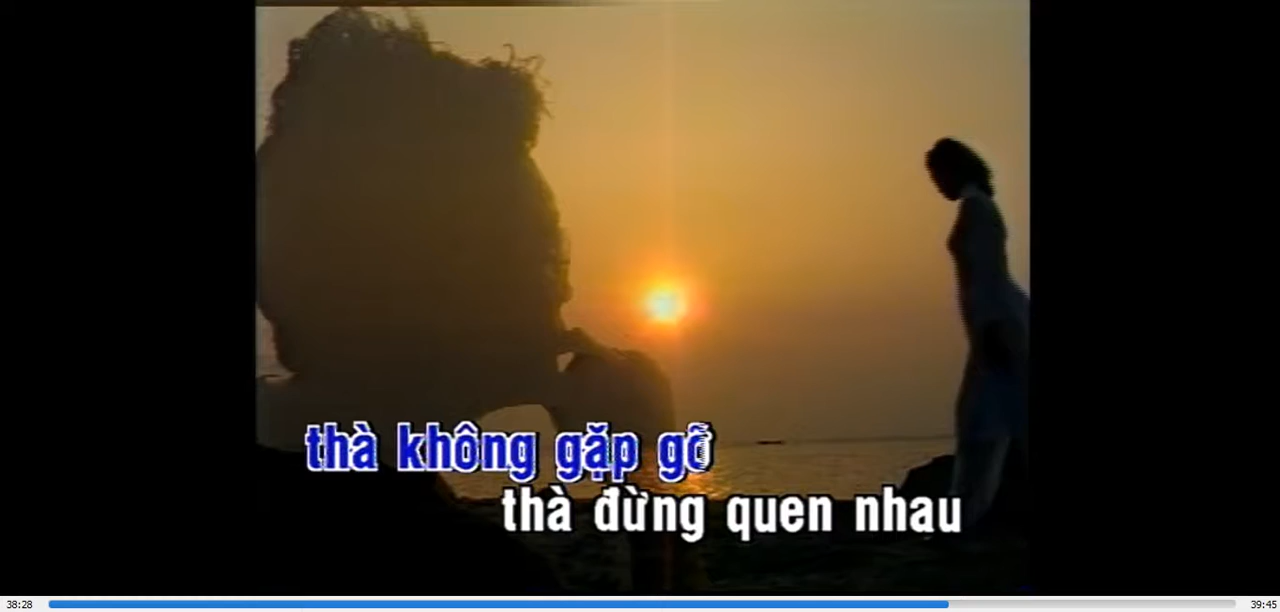 thà không gặp gỡ
thà đừng quen nhau
38:28 39:45